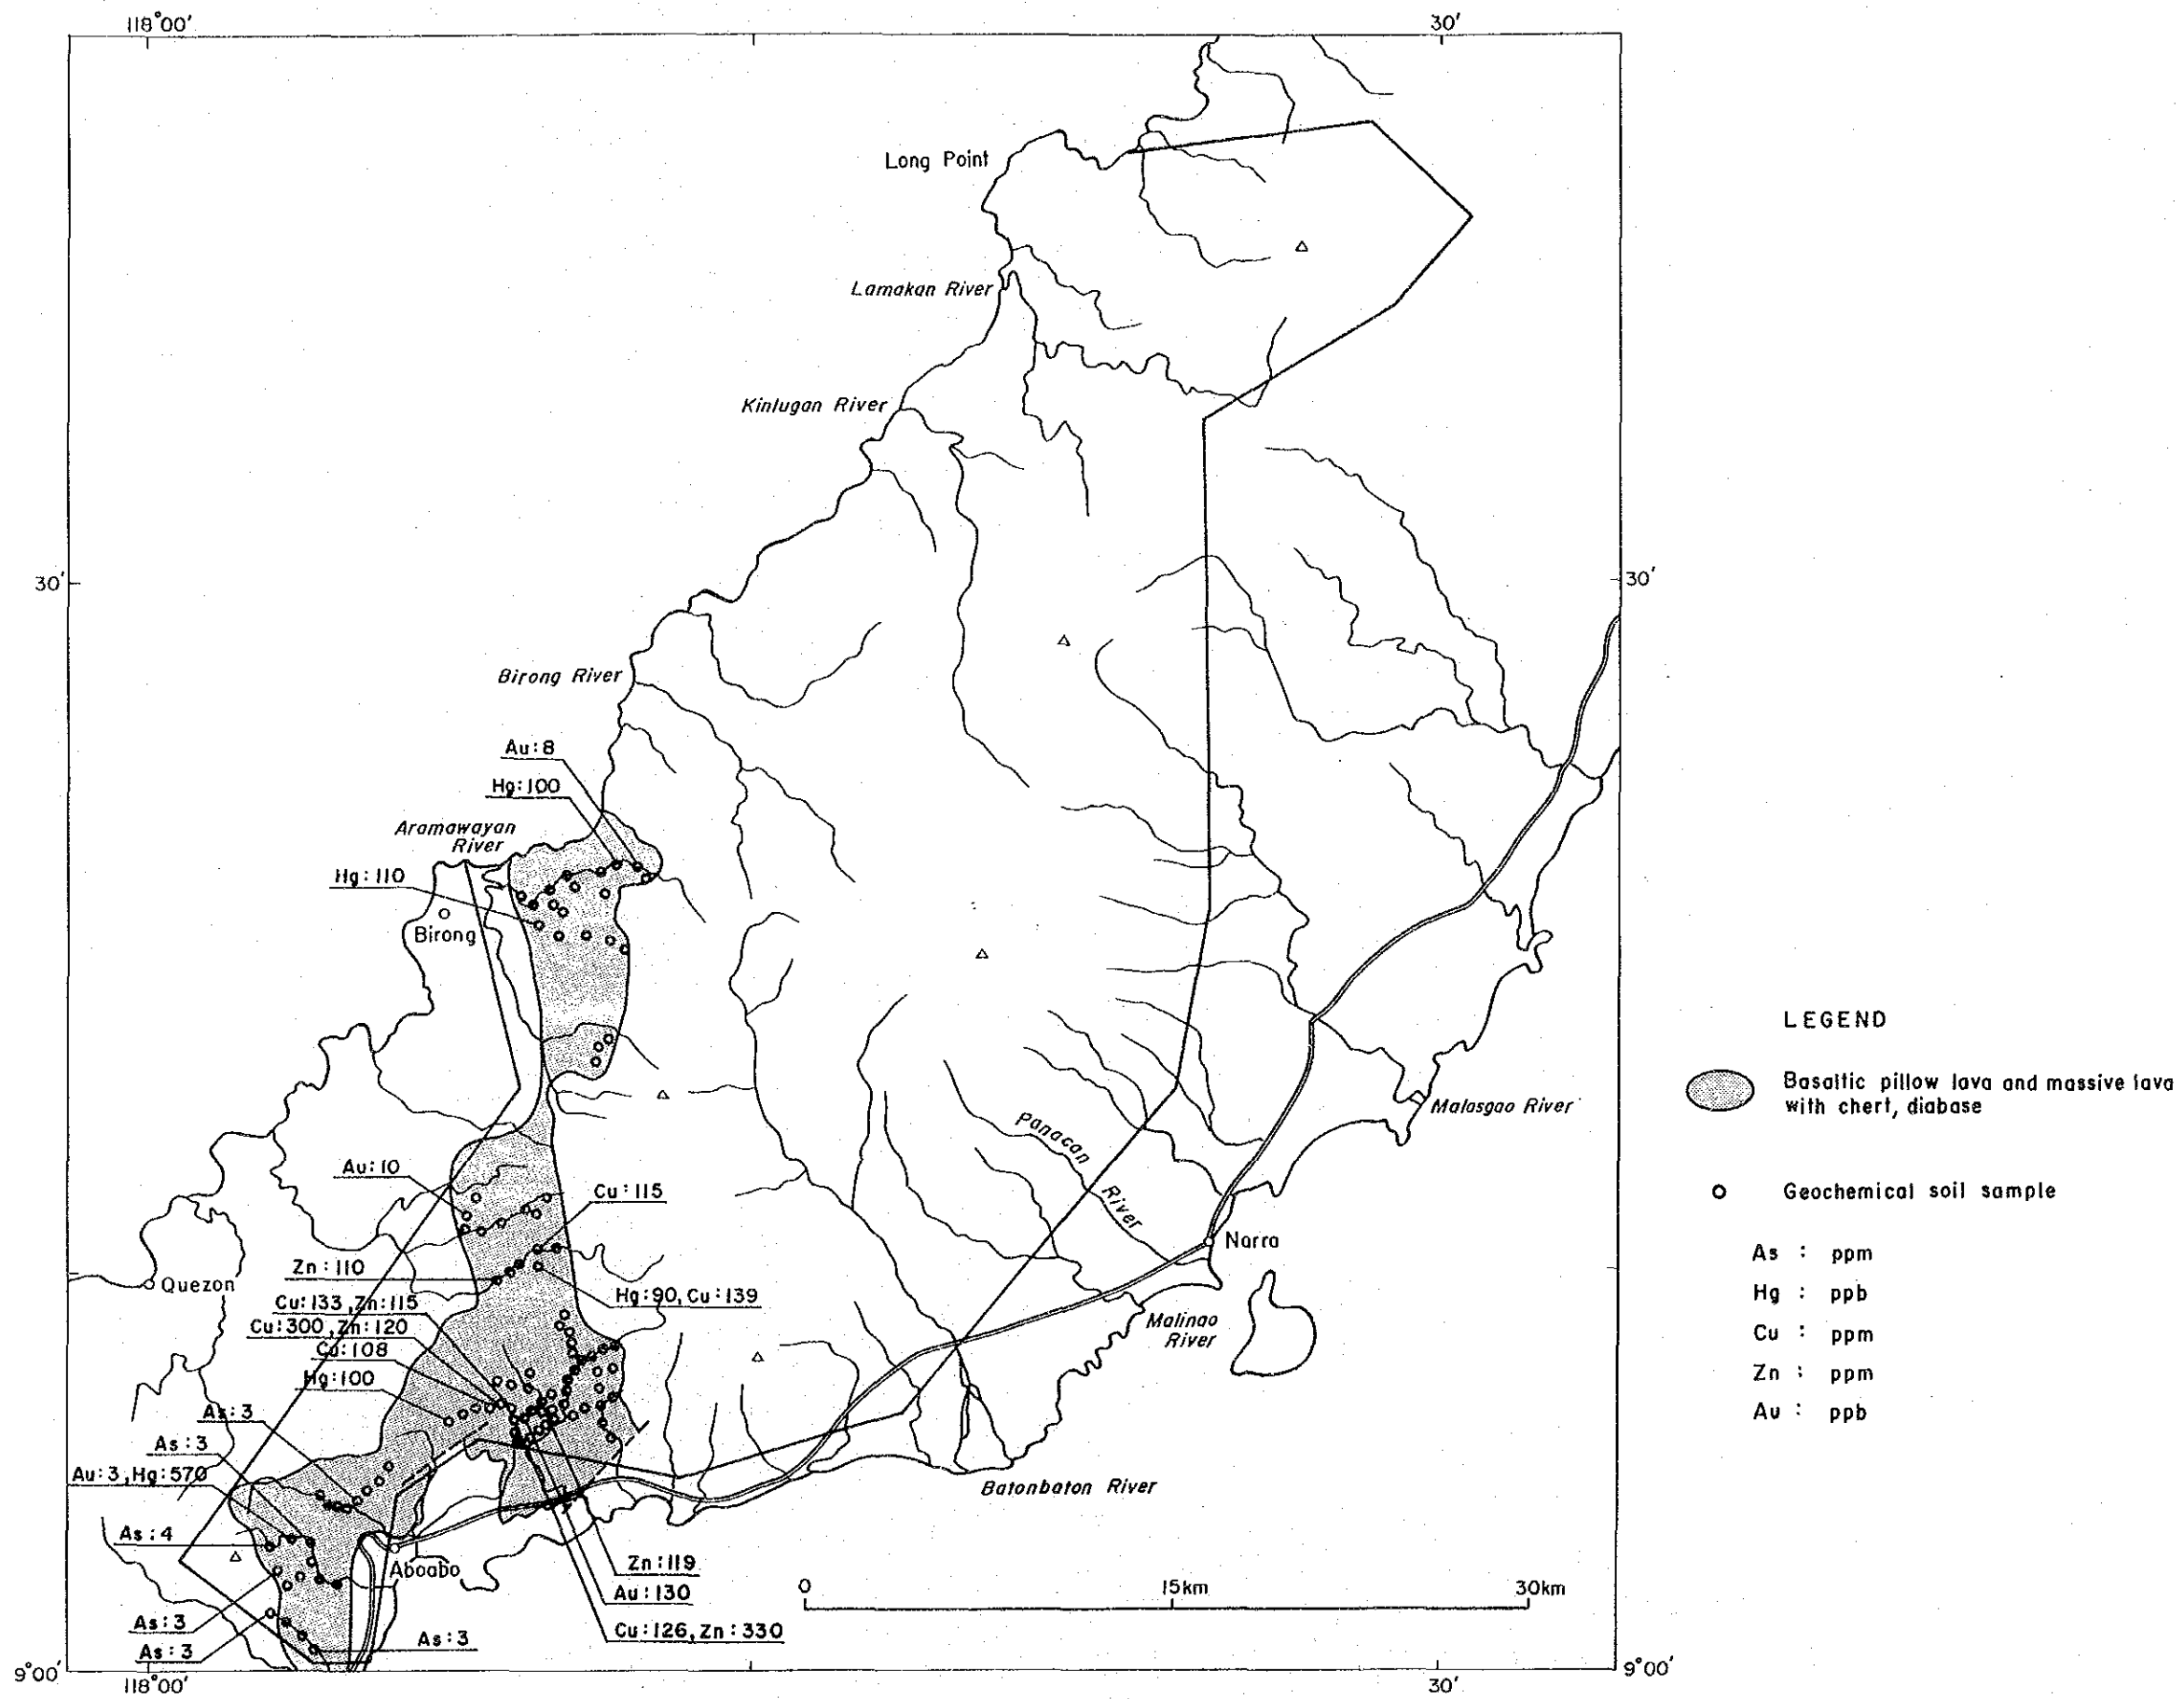 118°00'
30'
Long Point
Lamakan River
Kinlugan River
30'
30'
Birong River
Au:8
Hg:100
Aramawayan
River
Hg:110
Birong
LEGEND
Basaltic pillow lava and massive lava
with chert, diabase
Malasgao River
Panacan
River
Au:10
Cu:115
Geochemical soil sample
Narra
As : ppm
Hg : ppb
Cu : ppm
Zn : ppm
Au : ppb
Zn:110
Quezon
Hg:90, Cu:139
Cu:133, Zn:115
Cu:300, Zn:120
Cu:108
Hg:100
Malinao
River
As:3
As:3
Au:3, Hg:570
Batonbaton River
As:4
Aboabo
Zn:119
Au:130
Cu:126, Zn:330
0 15km 30km
As:3
As:3
As:3
9°00'
9°00'
118°00'
30'